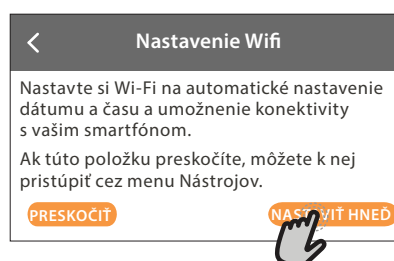 Nastavenie Wifi
Nastavte si Wi-Fi na automatické nastavenie
dátumu a času a umožnenie konektivity
s vašim smartfónom.
Ak túto položku preskočíte, môžete k nej
pristúpiť cez menu Nástrojov.
PRESKOČIŤ
NASTAVIŤ HNEĎ